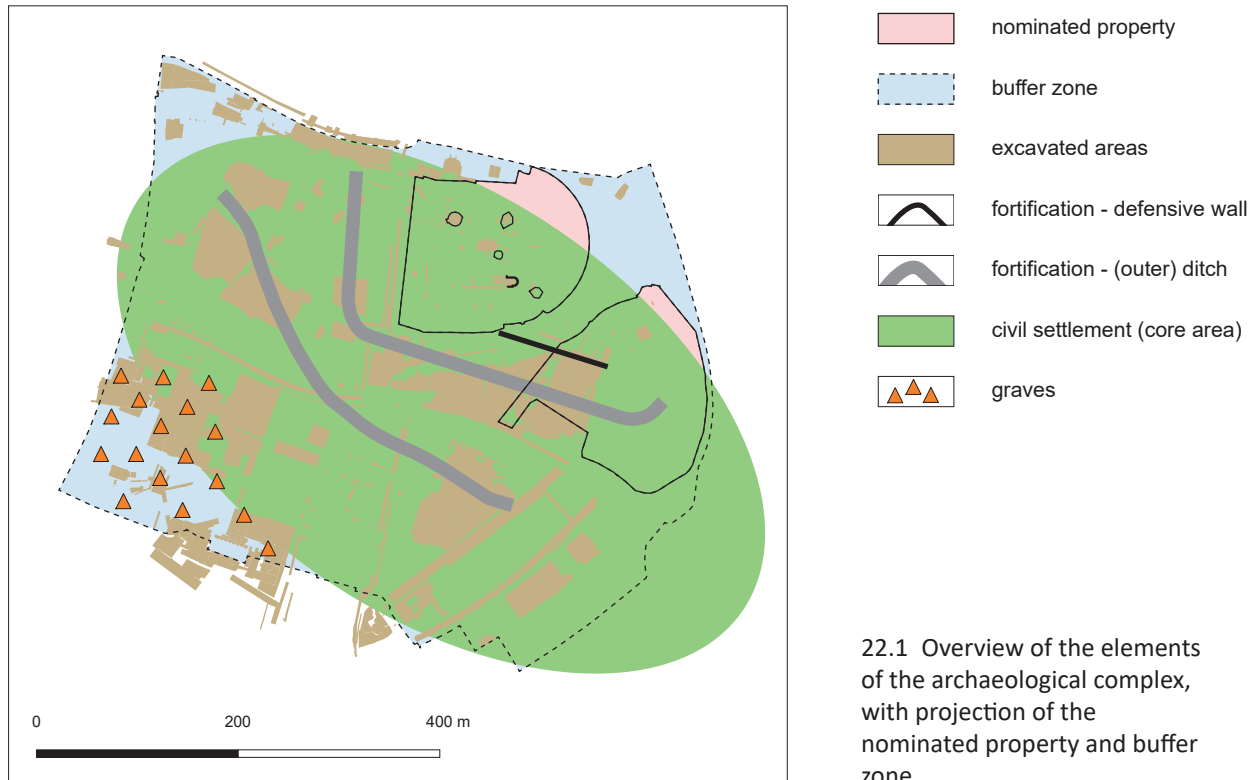 nominated property
buffer zone
excavated areas
fortification - defensive wall
fortification - (outer) ditch
civil settlement (core area)
graves
0 200 400 m
22.1 Overview of the elements
of the archaeological complex,
with projection of the
nominated property and buffer
zone